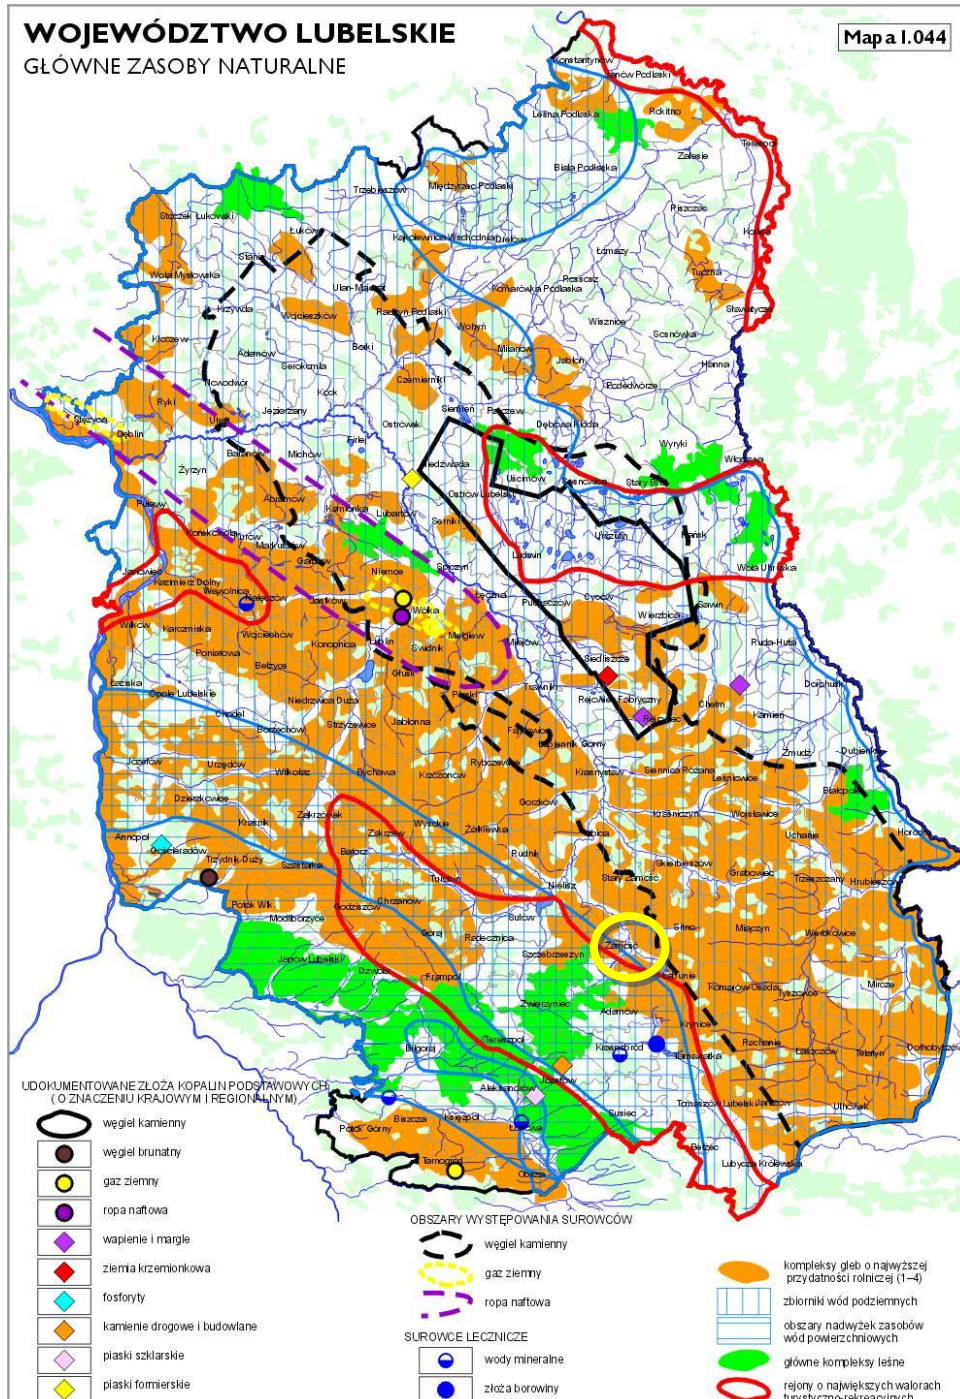 WOJEWÓDZTWO LUBELSKIE
GŁÓWNE ZASOBY NATURALNE
Mapa I.044
Konstantynów
Janów Podlaski
Leśna Podlaska
Rokitno
Terespol
Zalesie
Biała Podlaska
Trzebieszów
Międzyrzec Podlaski
Piszczac
Stoczek Łukowski
Łuków
Kąkolewnica Wschodnia
Drelów
Łomazy
Kodeń
Stanin
Wola Mysłowska
Ulan-Majorat
Rossosz
Tuczna
Komarówka Podlaska
Krzywda
Wojcieszków
Radzyń Podlaski
Wisznice
Sławatycze
Wohyń
Sosnówka
Kłoczew
Adamów
Borki
Milanów
Jabłoń
Hanna
Serokomla
Nowodwór
Czemierniki
Podedworze
Kock
Ryki
Jeziorzany
Siemień
Parczew
Stężyca
Ułęż
Ostrówek
Dębowa Kłoda
Dęblin
Firlej
Wyryki
Baranów
Michów
Włodawa
Żyrzyn
Niedźwiada
Uścimów
Sosnowica
Stary Brus
Abramów
Ostrów Lubelski
Puławy
Kamionka
Lubartów
Serniki
Urszulin
Hańsk
Końskowola
Kurów
Markuszów
Garbów
Ludwin
Spiczyn
Janowiec
Niemce
Wola Uhruska
Kazimierz Dolny
Wąwolnica
Nałęczów
Jastków
Łęczna
Cyców
Puchaczów
Sawin
Wólka
Wierzbica
Wilków
Karczmiska
Wojciechów
Konopnica
Lublin
Mełgiew
Milejów
Ruda-Huta
Świdnik
Poniatowa
Bełżyce
Głusk
Siedliszcze
Łaziska
Opole Lubelskie
Niedrzwica Duża
Piaski
Trawniki
Rejowiec Fabryczny
Dorohusk
Chodel
Jabłonna
Chełm
Rejowiec
Kamień
Borzechów
Strzyżewice
Fajsławice
Łopiennik Górny
Żmudź
Dubienka
Józefów
Urzędów
Wilkołaz
Bychawa
Krzczonów
Rybczewice
Krasnystaw
Siennica Różana
Leśniowice
Białopole
Dzierzkowice
Zakrzówek
Gorzków
Kraśniczyn
Wojsławice
Kraśnik
Wysokie
Żółkiewka
Izbica
Uchanie
Horodło
Annopol
Zakrzew
Gościeradów
Batorz
Rudnik
Skierbieszów
Trzydnik Duży
Szastarka
Turobin
Stary Zamość
Grabowiec
Trzeszczany
Hrubieszów
Nielisz
Potok Wlk.
Chrzanów
Godziszów
Modliborzyce
Sułów
Sitno
Miączyn
Werbkowice
Goraj
Radecznica
Zamość
Janów Lubelski
Szczebrzeszyn
Dzwola
Frampol
Łabunie
Komarów-Osada
Tyszowce
Mircze
Zwierzyniec
Adamów
Krynice
Biłgoraj
Tereszpol
Krasnobród
Tarnawatka
Rachanie
Łaszczów
Telatyn
Dołhobyczów
Józefów
Aleksandrów
Tomaszów Lubelski
Jarczów
Ulhówek
Biszcza
Księżpol
Susiec
Potok Górny
Łukowa
Bełżec
Tarnogród
Obsza
Lubycza Królewska
UDOKUMENTOWANE ZŁOŻA KOPALIN PODSTAWOWYCH
( O ZNACZENIU KRAJOWYM I REGIONALNYM)
węgiel kamienny
węgiel brunatny
gaz ziemny
ropa naftowa
wapienie i margle
ziemia krzemionkowa
fosforyty
kamienie drogowe i budowlane
piaski szklarskie
piaski formierskie
OBSZARY WYSTĘPOWANIA SUROWCÓW
węgiel kamienny
gaz ziemny
ropa naftowa
SUROWCE LECZNICZE
wody mineralne
złoża borowiny
kompleksy gleb o najwyższej
przydatności rolniczej (1–4)
zbiorniki wód podziemnych
obszary nadwyżek zasobów
wód powierzchniowych
główne kompleksy leśne
rejony o największych walorach
turystyczno-rekreacyjnych